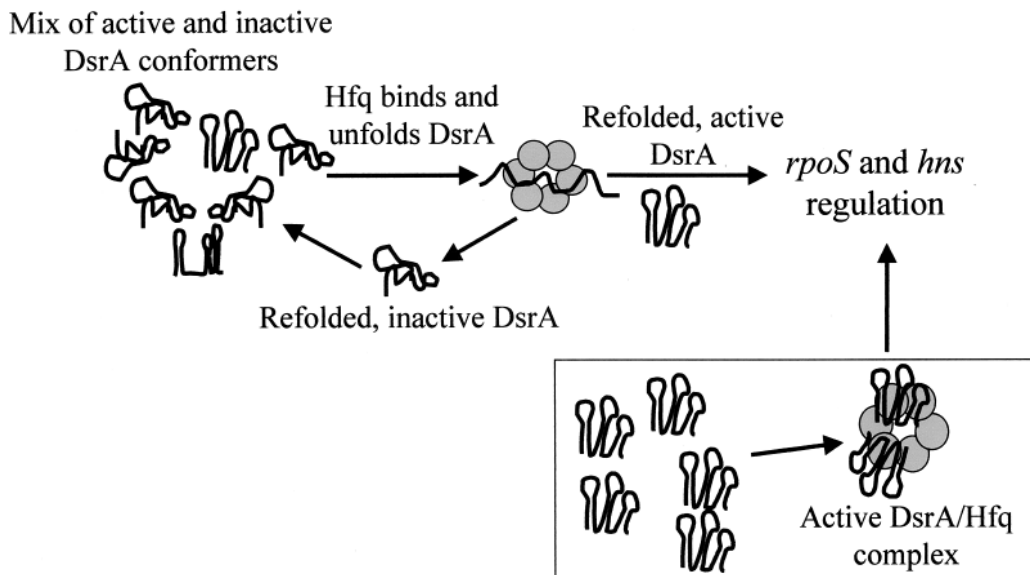 Mix of active and inactive
DsrA conformers
Hfq binds and
unfolds DsrA
Refolded, active
DsrA
rpoS and hns
regulation
Refolded, inactive DsrA
Active DsrA/Hfq
complex